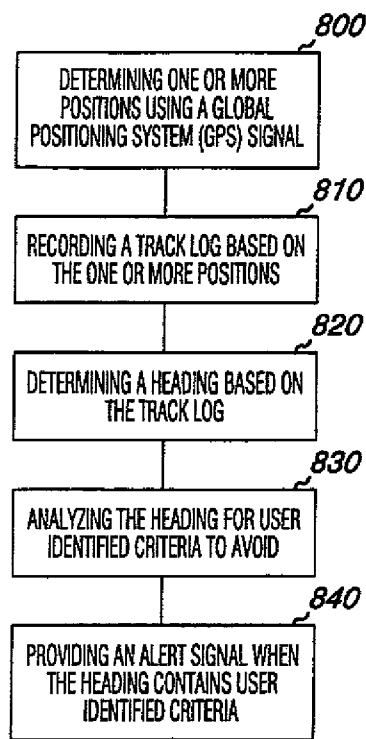 800
DETERMINING ONE OR MORE
POSITIONS USING A GLOBAL
POSITIONING SYSTEM (GPS) SIGNAL
810
RECORDING A TRACK LOG BASED ON
THE ONE OR MORE POSITIONS
820
DETERMINING A HEADING BASED ON
THE TRACK LOG
830
ANALYZING THE HEADING FOR USER
IDENTIFIED CRITERIA TO AVOID
840
PROVIDING AN ALERT SIGNAL WHEN
THE HEADING CONTAINS USER
IDENTIFIED CRITERIA